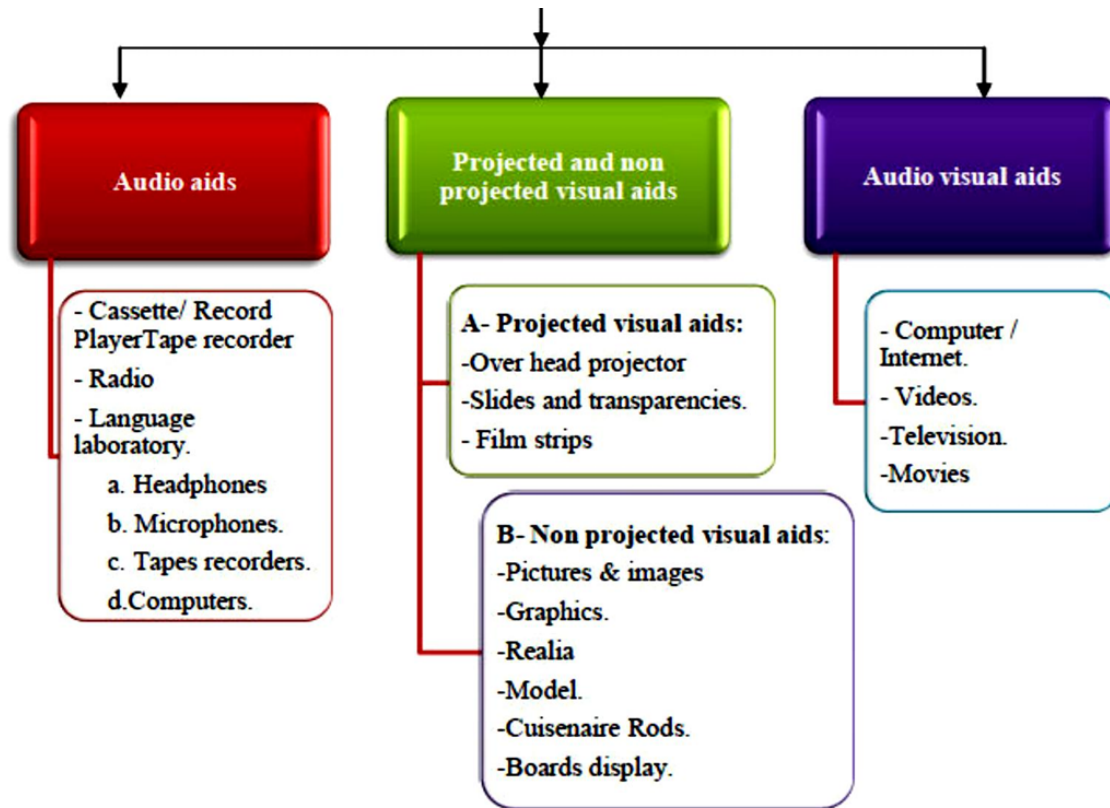 Audio aids
- Cassette/ Record
PlayerTape recorder
- Radio
- Language
laboratory.
a. Headphones
b. Microphones.
c. Tapes recorders.
d.Computers.
Projected and non
projected visual aids
A- Projected visual aids:
-Over head projector
-Slides and transparencies.
- Film strips
B- Non projected visual aids:
-Pictures & images
-Graphics.
-Realia
-Model.
-Cuisenaire Rods.
-Boards display.
Audio visual aids
- Computer /
Internet.
- Videos.
-Television.
-Movies